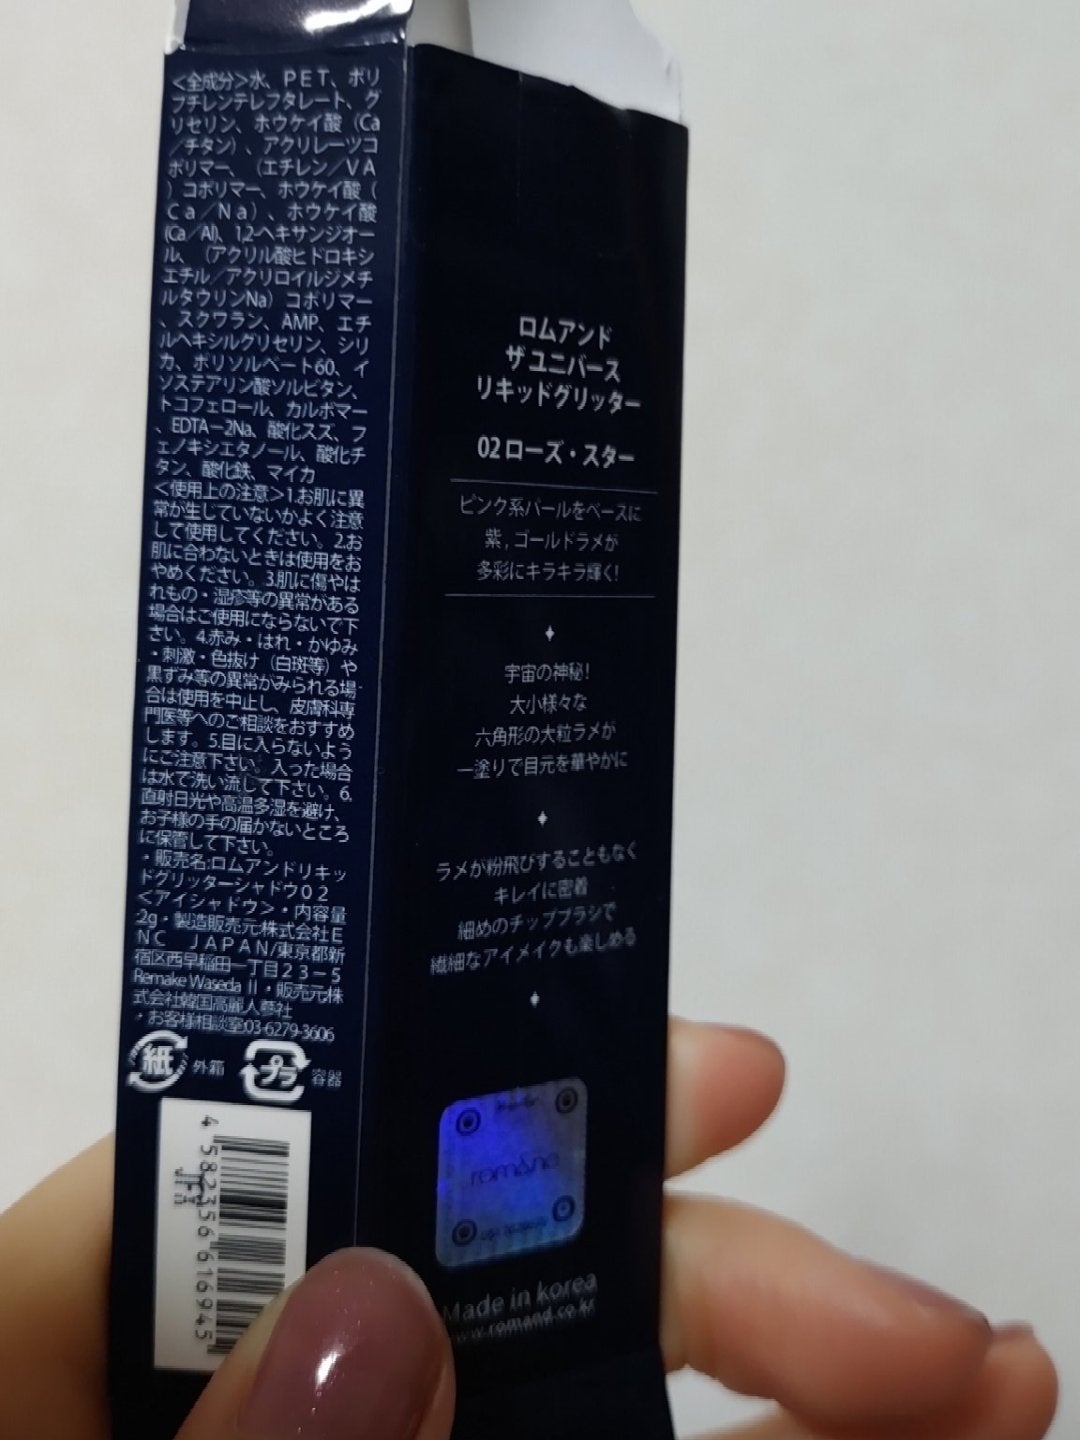 <全成分>水、PET、ポリ
ブチレンテレフタレート、グ
リセリン、ホウケイ酸（Ca
／チタン）、アクリレーツコ
ポリマー、（エチレン／VA
）コポリマー、ホウケイ酸（
Ca／Na）、ホウケイ酸
(Ca／Al)、1,2-ヘキサンジオー
ル、（アクリル酸ヒドロキシ
エチル／アクリロイルジメチ
ルタウリンNa）コポリマー
、スクワラン、AMP、エチ
ルヘキシルグリセリン、シリ
カ、ポリソルベート60、イ
ソステアリン酸ソルビタン、
トコフェロール、カルボマー
、EDTA－2Na、酸化スズ、フ
ェノキシエタノール、酸化チ
タン、酸化鉄、マイカ
<使用上の注意>1.お肌に異
常が生じていないかよく注意
して使用してください。2.お
肌に合わないときは使用をお
やめください。3.肌に傷やは
れもの・湿疹等の異常がある
場合はご使用にならないで下
さい。4.赤み・はれ・かゆみ
・刺激・色抜け（白斑等）や
黒ずみ等の異常がみられる場
合は使用を中止し、皮膚科専
門医等へのご相談をおすすめ
します。5.目に入らないよう
にご注意下さい。入った場合
は水で洗い流して下さい。6.
直射日光や高温多湿を避け、
お子様の手の届かないところ
に保管して下さい。
・販売名:ロムアンドリキッ
ドグリッターシャドウ０２
<アイシャドウ>・内容量
2g・製造販売元:株式会社E
NC JAPAN/東京都新
宿区西早稲田一丁目２３－５
Remake Waseda II・販売元株
式会社韓国高麗人蔘社
・お客様相談室03-6279-3606
紙 外箱 プラ 容器
4 582356 616945
ロムアンド
ザ ユニバース
リキッドグリッター
02 ローズ・スター
ピンク系パールをベースに
紫,ゴールドラメが
多彩にキラキラ輝く!
宇宙の神秘!
大小様々な
六角形の大粒ラメが
一塗りで目元を華やかに
ラメが粉飛びすることもなく
キレイに密着
細めのチップブラシで
繊細なアイメイクも楽しめる
rom&nd
Made in korea
www.romand.co.kr